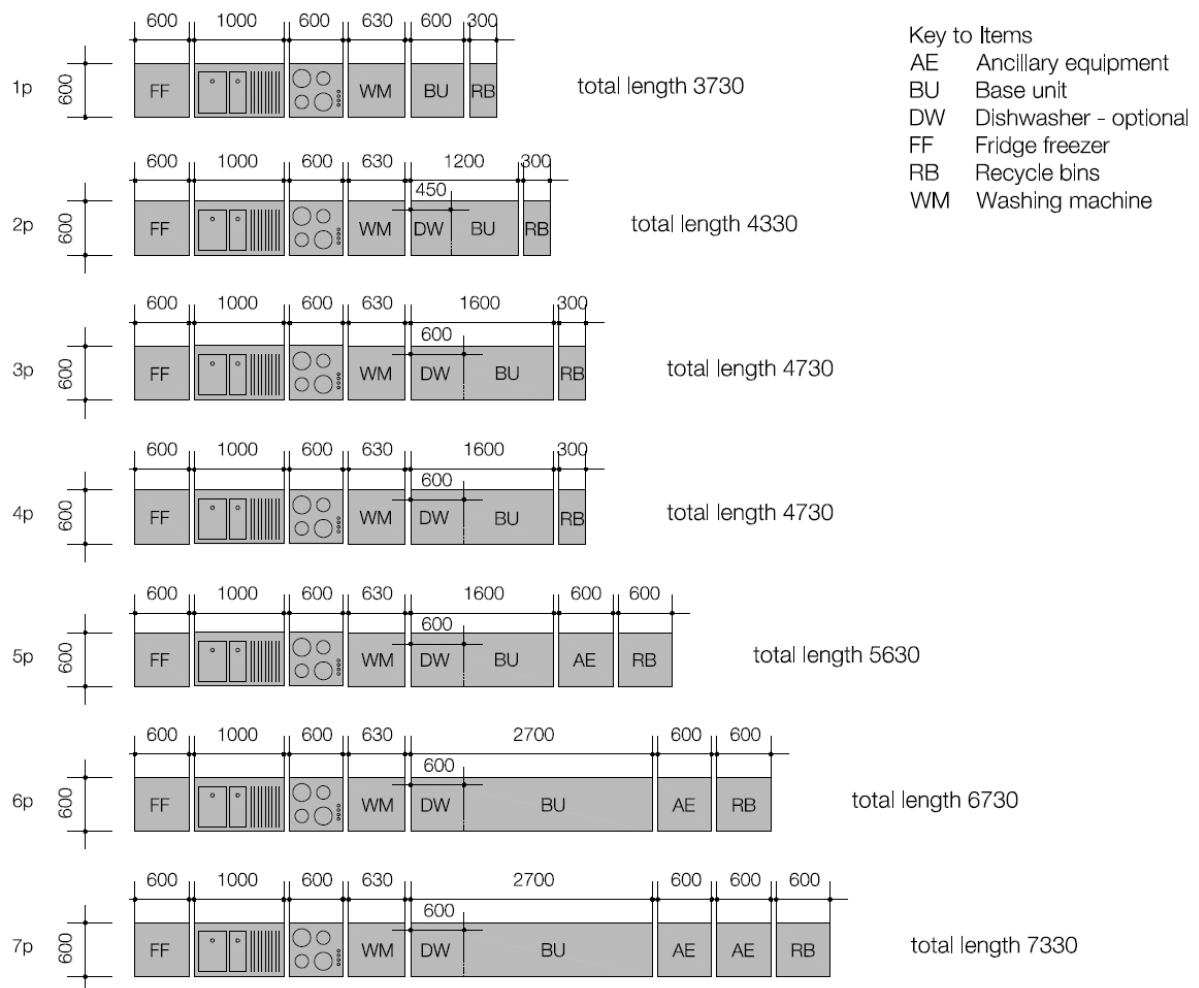 600 1000 600 630 600 300
1p 600 FF WM BU RB total length 3730
600 1000 600 630 1200 300
450
2p 600 FF WM DW BU RB total length 4330
600 1000 600 630 1600 300
600
3p 600 FF WM DW BU RB total length 4730
600 1000 600 630 1600 300
600
4p 600 FF WM DW BU RB total length 4730
600 1000 600 630 1600 600 600
600
5p 600 FF WM DW BU AE RB total length 5630
600 1000 600 630 2700 600 600
600
6p 600 FF WM DW BU AE RB total length 6730
600 1000 600 630 2700 600 600 600
600
7p 600 FF WM DW BU AE AE RB total length 7330
Key to Items
AE Ancillary equipment
BU Base unit
DW Dishwasher - optional
FF Fridge freezer
RB Recycle bins
WM Washing machine